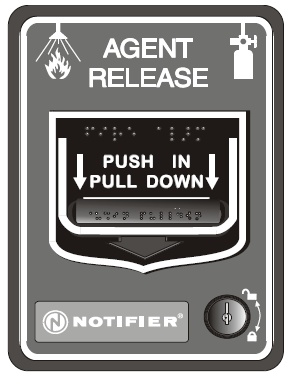 AGENT
RELEASE
PUSH IN
PULL DOWN
NOTIFIER®